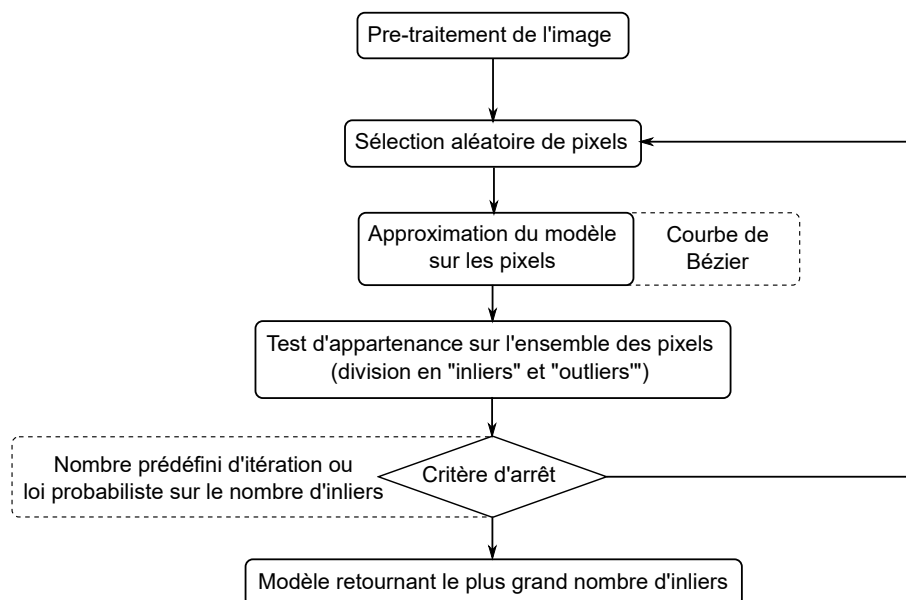 Pre-traitement de l'image
Sélection aléatoire de pixels
Approximation du modèle
sur les pixels
Courbe de
Bézier
Test d'appartenance sur l'ensemble des pixels
(division en "inliers" et "outliers'")
Nombre prédéfini d'itération ou
loi probabiliste sur le nombre d'inliers
Critère d'arrêt
Modèle retournant le plus grand nombre d'inliers